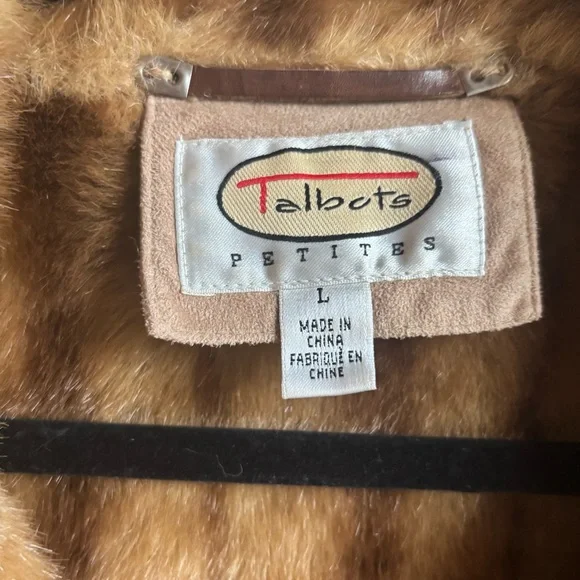 Talbots
PETITES
L
MADE IN
CHINA
FABRIQUÉ EN
CHINE